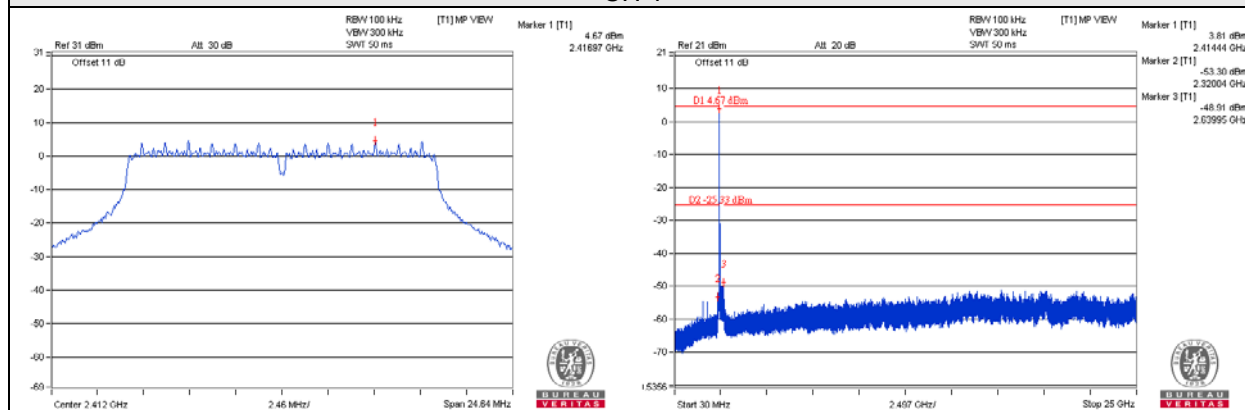 RBW 100 kHz
VBW 300 kHz
SWT 50 ms
[T1] MP VIEW
Ref 31 dBm
Att 30 dB
Offset 11 dB
Marker 1 [T1]
4.67 dBm
2.41697 GHz
31
20
10
0
-10
-20
-30
-40
-50
-60
-69
1
Center 2.412 GHz
2.46 MHz/
Span 24.64 MHz
BUREAU
VERITAS
RBW 100 kHz
VBW 300 kHz
SWT 50 ms
[T1] MP VIEW
Ref 21 dBm
Att 20 dB
Offset 11 dB
Marker 1 [T1]
3.81 dBm
2.41444 GHz
Marker 2 [T1]
-53.30 dBm
2.32004 GHz
Marker 3 [T1]
-48.91 dBm
2.63995 GHz
21
10
0
-10
-20
-30
-40
-50
-60
-70
1
D1 4.67 dBm
D2 -25.33 dBm
3
2
Start 30 MHz
2.497 GHz/
Stop 25 GHz
BUREAU
VERITAS